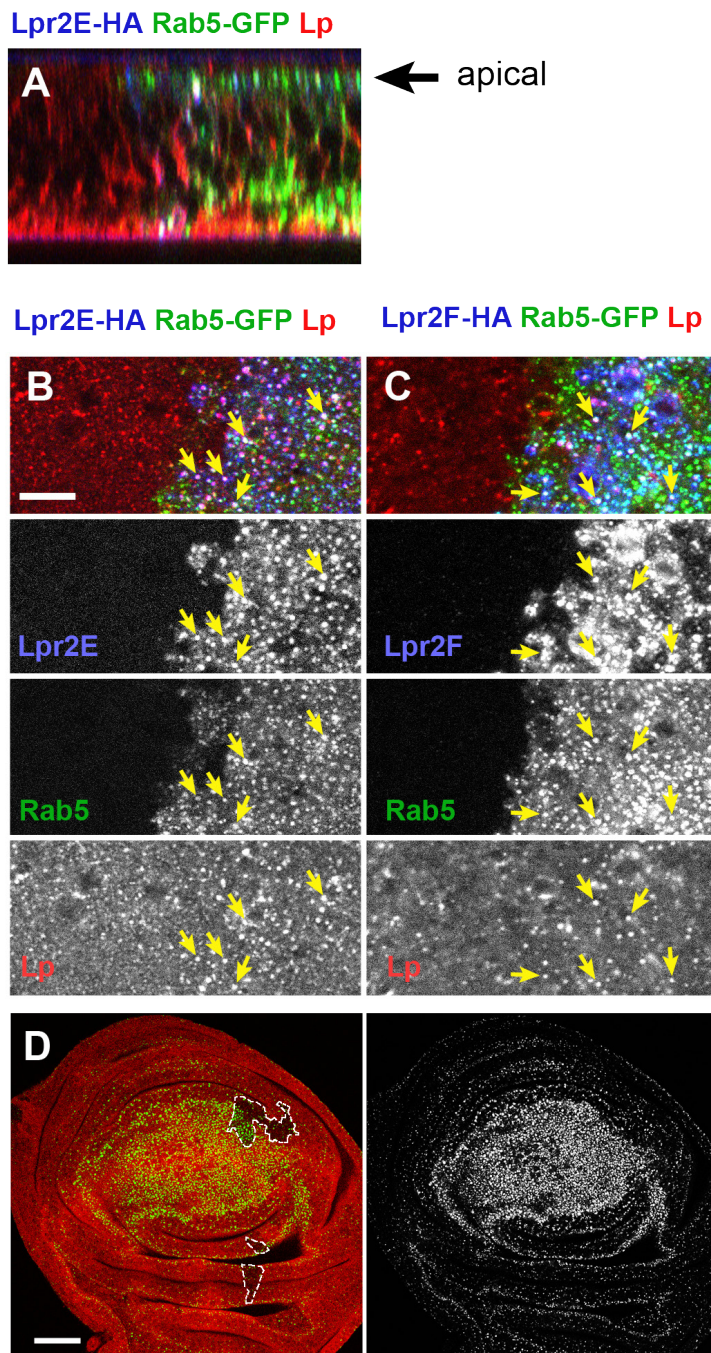 Lpr2E-HA Rab5-GFP Lp
A
apical
Lpr2E-HA Rab5-GFP Lp
Lpr2F-HA Rab5-GFP Lp
B
C
Lpr2E
Lpr2F
Rab5
Rab5
Lp
Lp
D